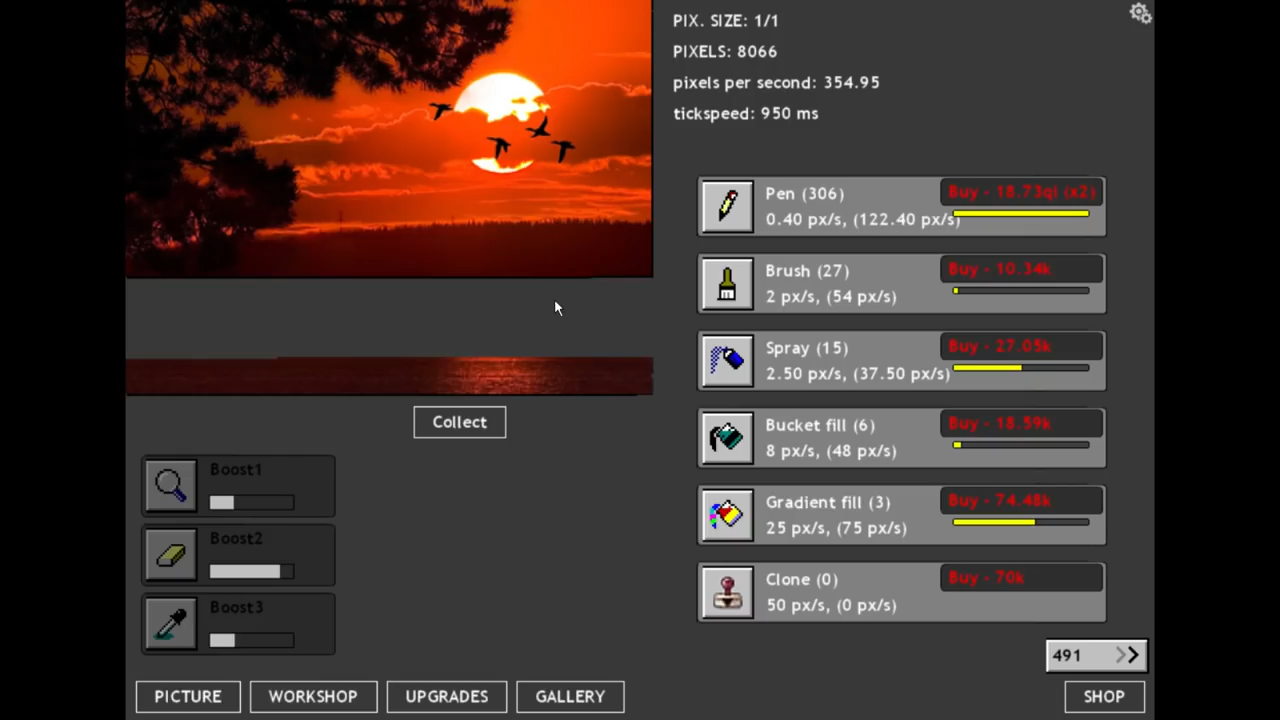 PIX. SIZE: 1/1
PIXELS: 8066
pixels per second: 354.95
tickspeed: 950 ms
Pen (306)
Buy - 18.73qi (x2)
0.40 px/s, (122.40 px/s)
Brush (27)
Buy - 10.34k
2 px/s, (54 px/s)
Spray (15)
Buy - 27.05k
2.50 px/s, (37.50 px/s)
Bucket fill (6)
Buy - 18.59k
8 px/s, (48 px/s)
Gradient fill (3)
Buy - 74.48k
25 px/s, (75 px/s)
Clone (0)
Buy - 70k
50 px/s, (0 px/s)
Collect
Boost1
Boost2
Boost3
491
PICTURE
WORKSHOP
UPGRADES
GALLERY
SHOP